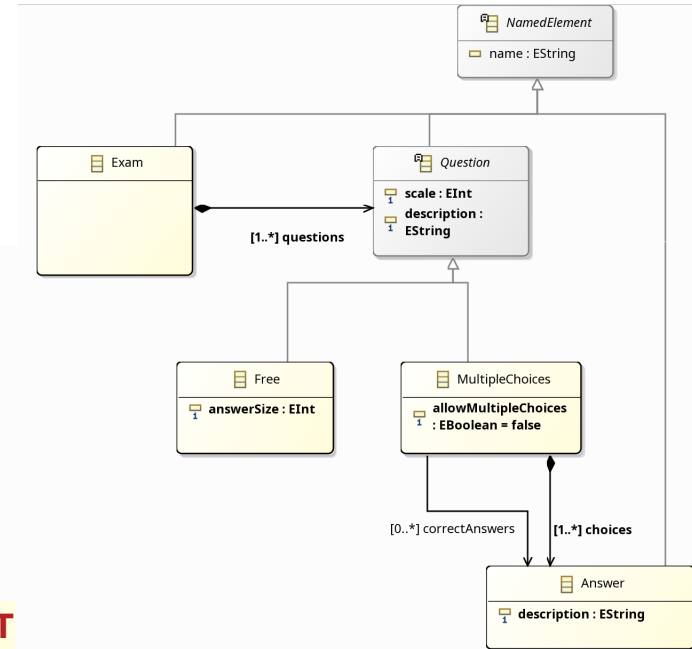 NamedElement
name : EString
Exam
Question
scale : EInt
description :
EString
[1..*] questions
Free
answerSize : EInt
MultipleChoices
allowMultipleChoices
: EBoolean = false
[0..*] correctAnswers
[1..*] choices
Answer
description : EString
T